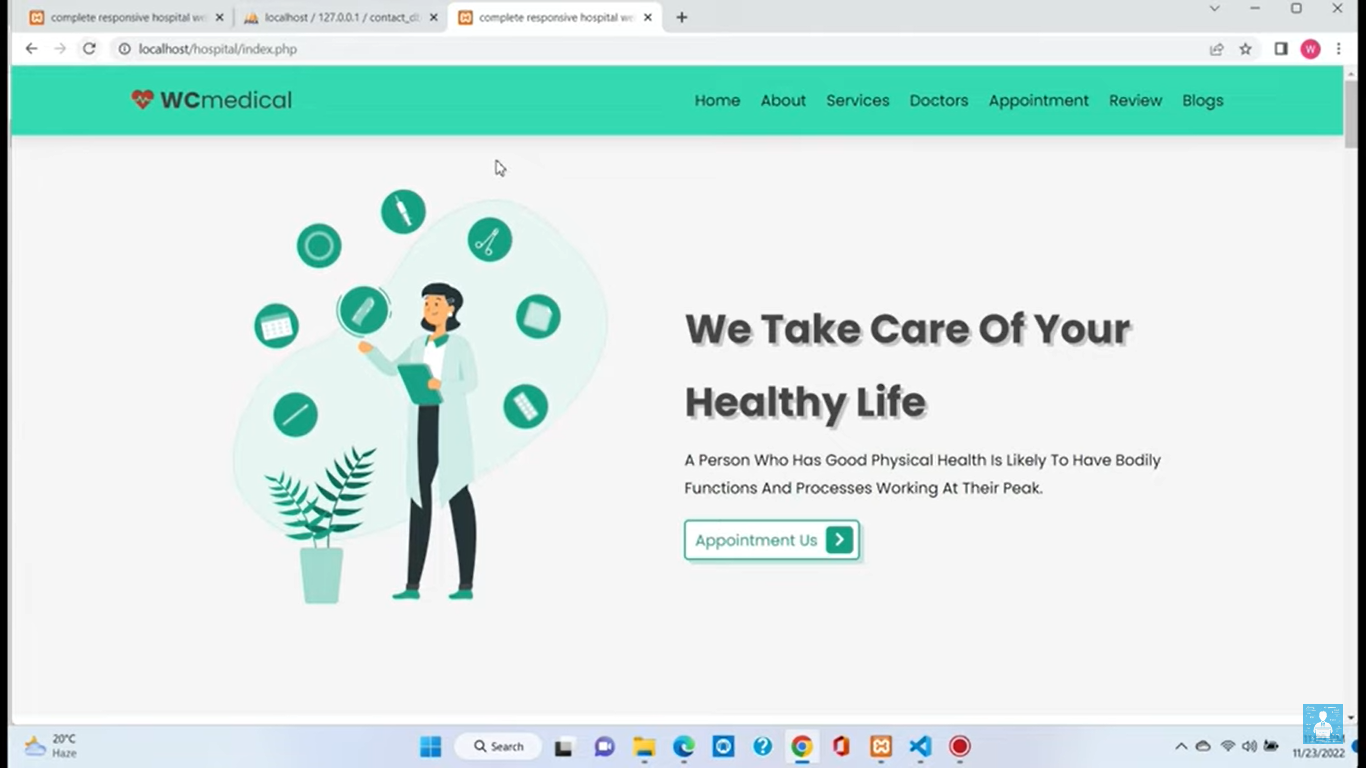 complete responsive hospital we
localhost / 127.0.0.1 / contact_d
complete responsive hospital we
localhost/hospital/index.php
W
WCmedical
Home About Services Doctors Appointment Review Blogs
We Take Care Of Your
Healthy Life
A Person Who Has Good Physical Health Is Likely To Have Bodily
Functions And Processes Working At Their Peak.
Appointment Us
20°C
Haze
Search
11/23/2022